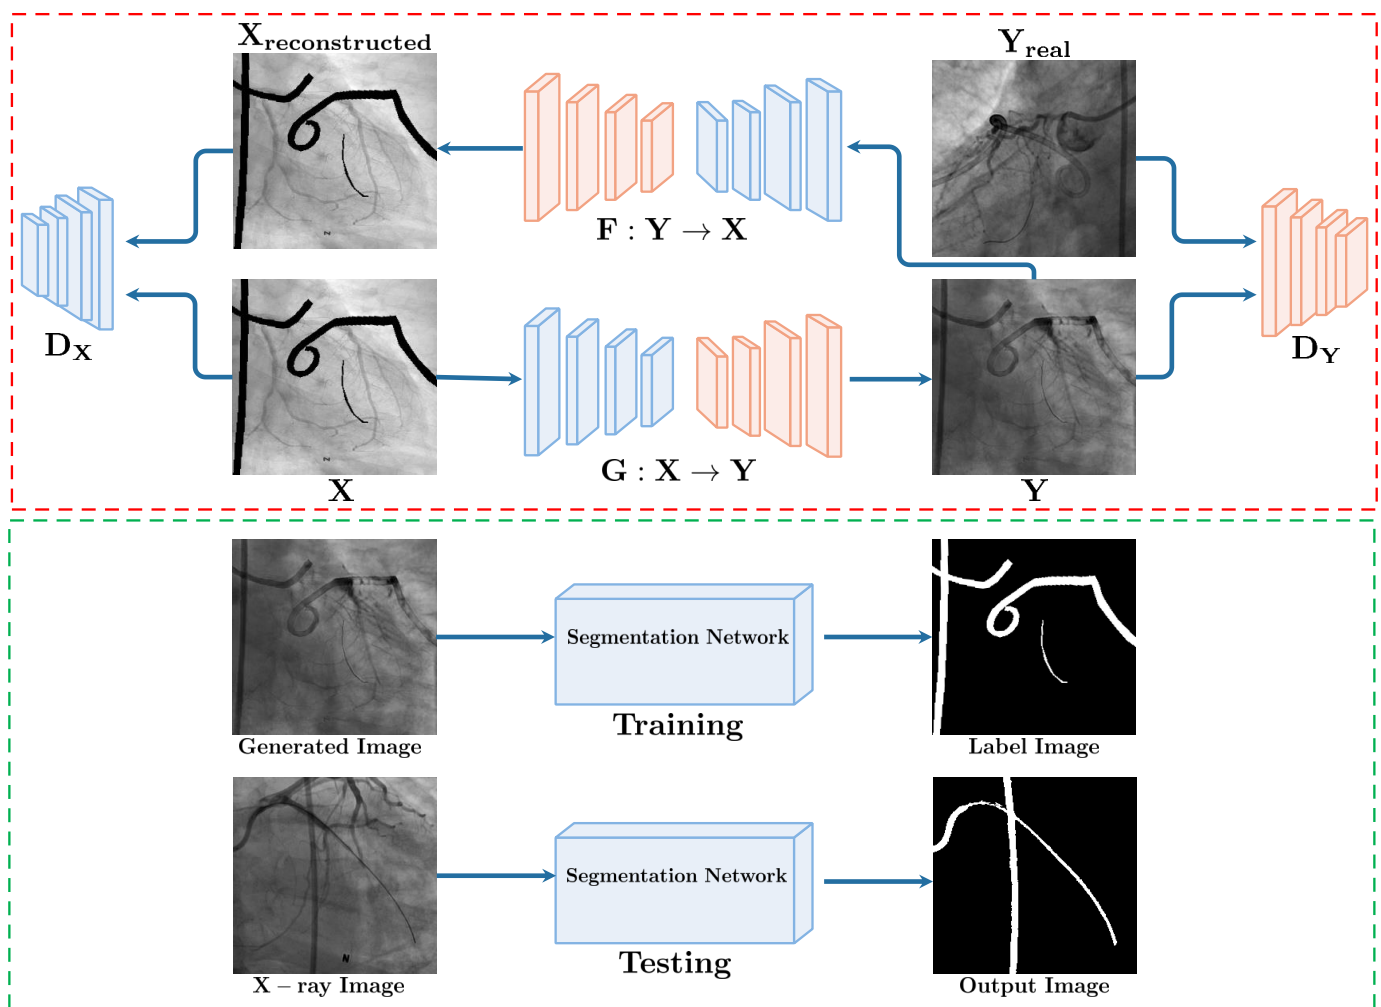 X_reconstructed
Y_real
F : Y → X
D_X
D_Y
G : X → Y
X
Y
Segmentation Network
Training
Generated Image
Label Image
Segmentation Network
Testing
X – ray Image
Output Image